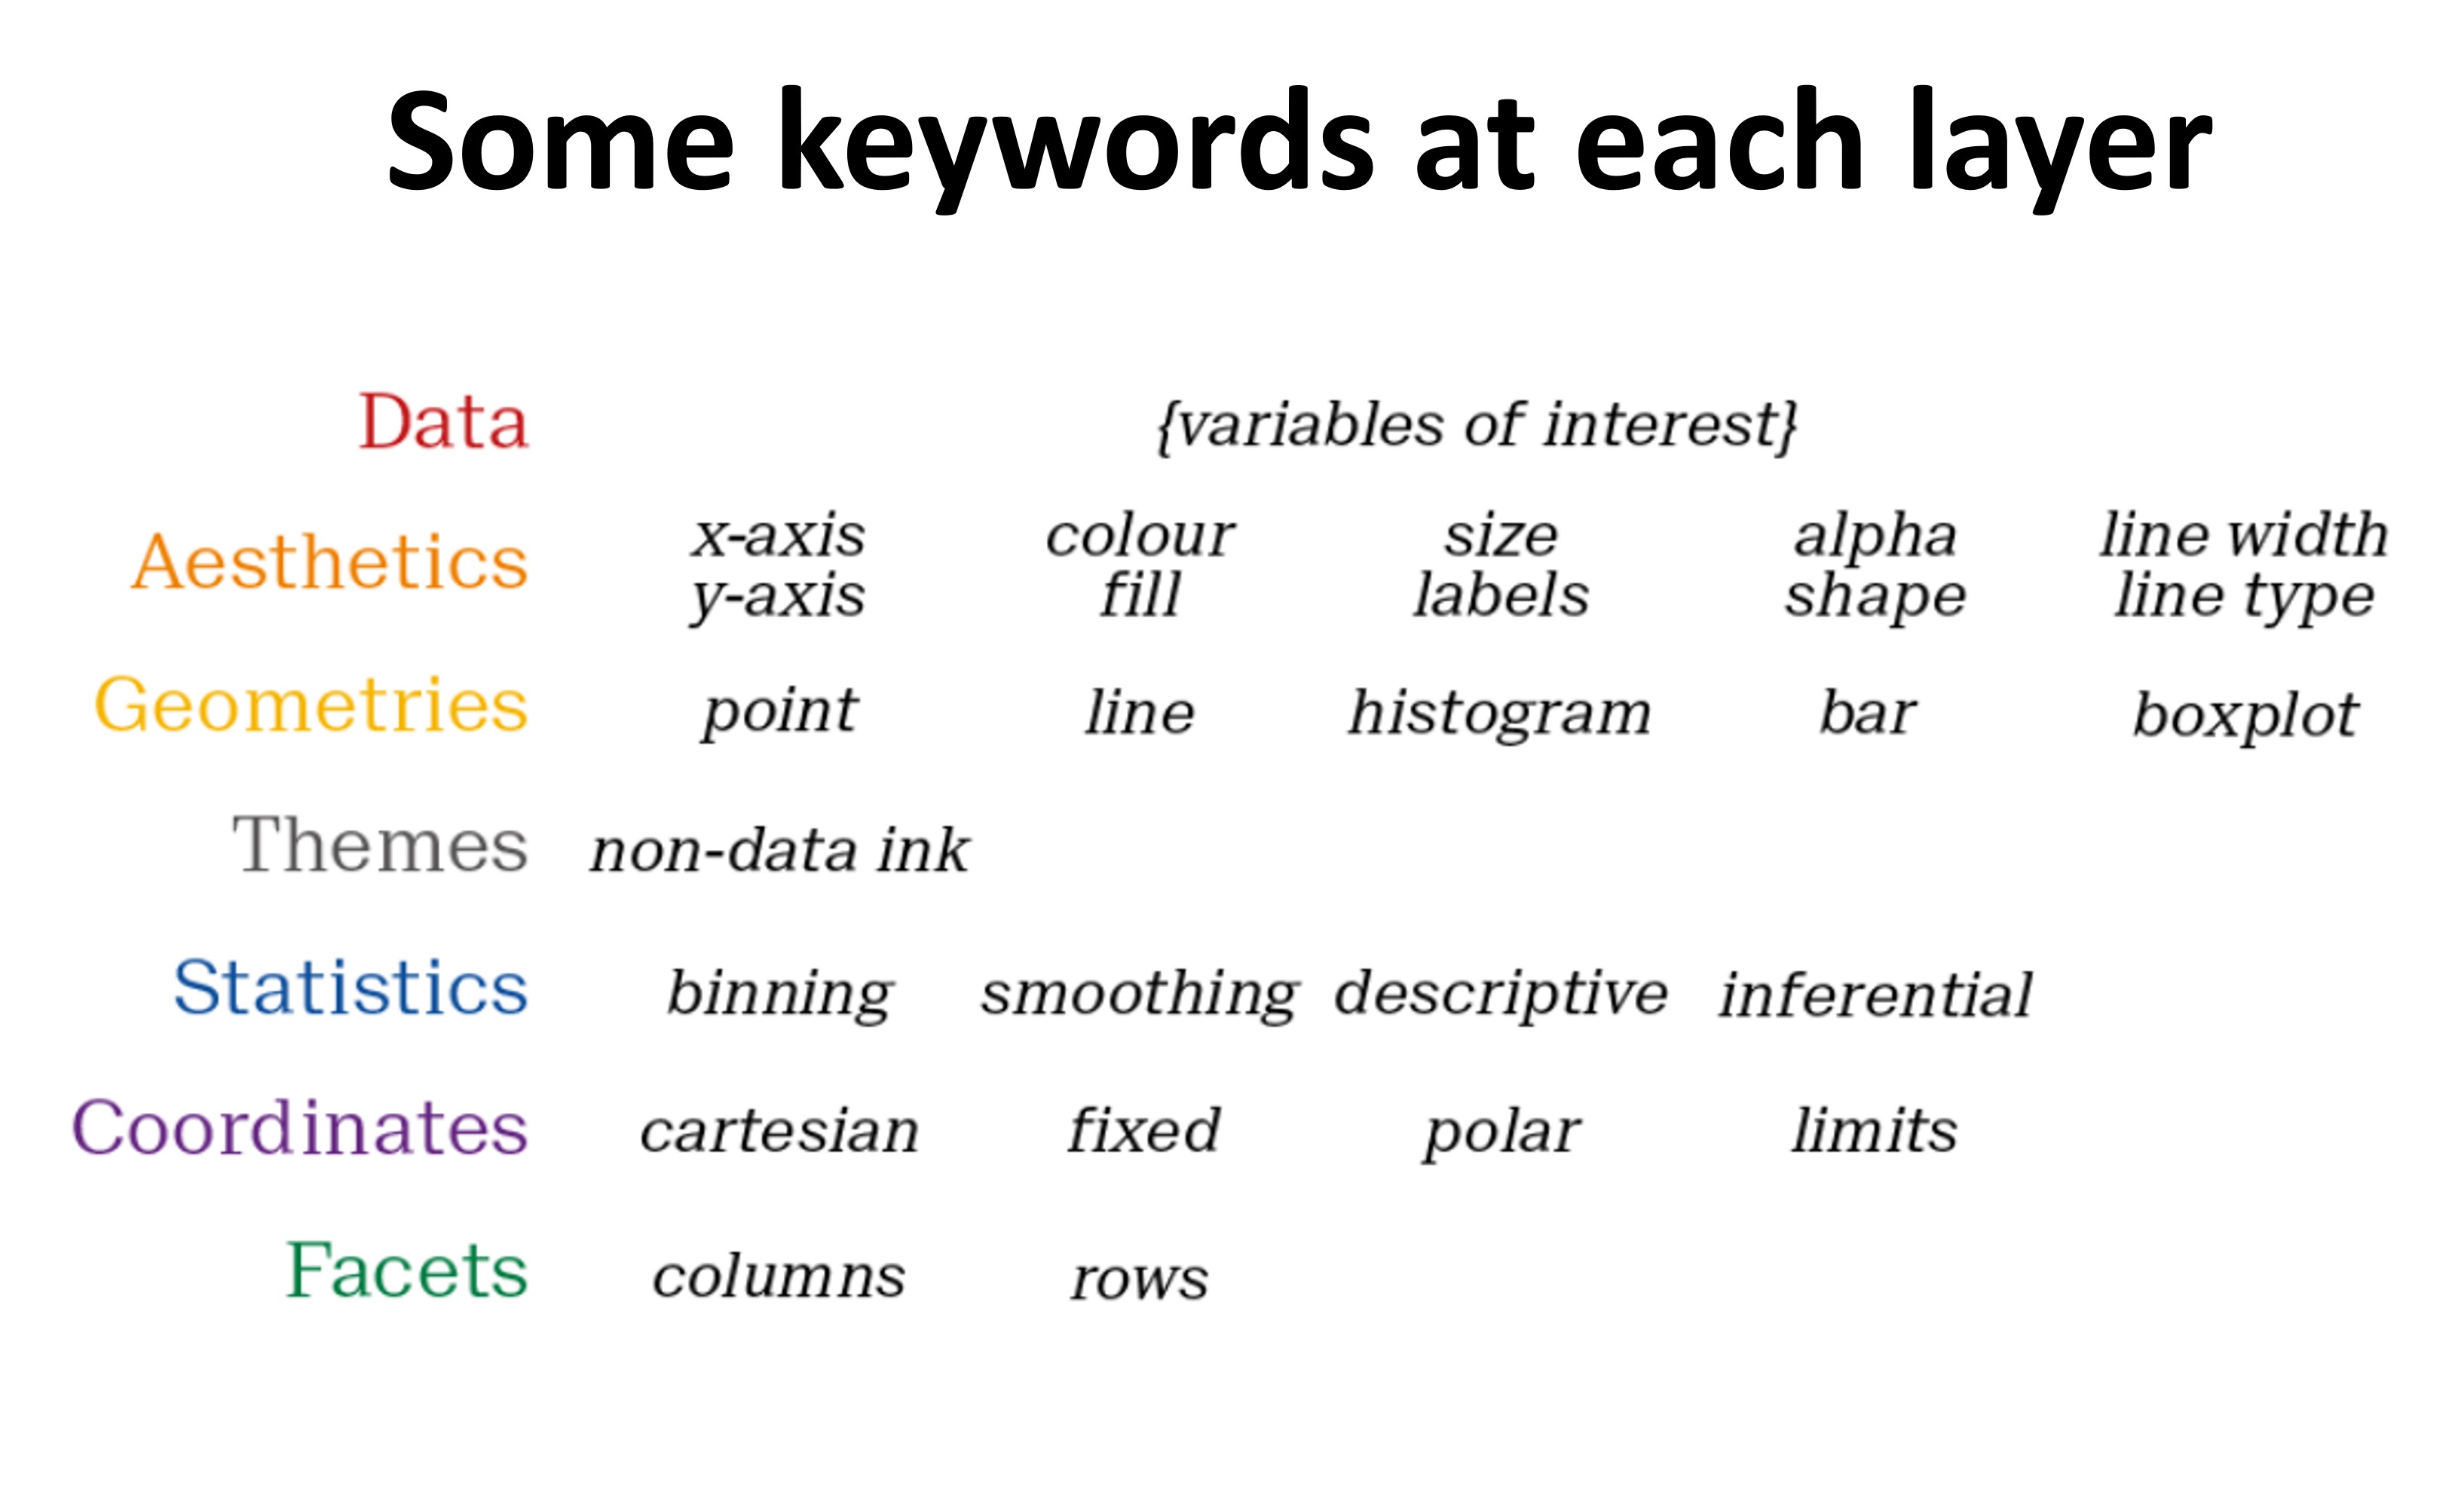 Some keywords at each layer
Data {variables of interest}
Aesthetics x-axis colour size alpha line width
y-axis fill labels shape line type
Geometries point line histogram bar boxplot
Themes non-data ink
Statistics binning smoothing descriptive inferential
Coordinates cartesian fixed polar limits
Facets columns rows